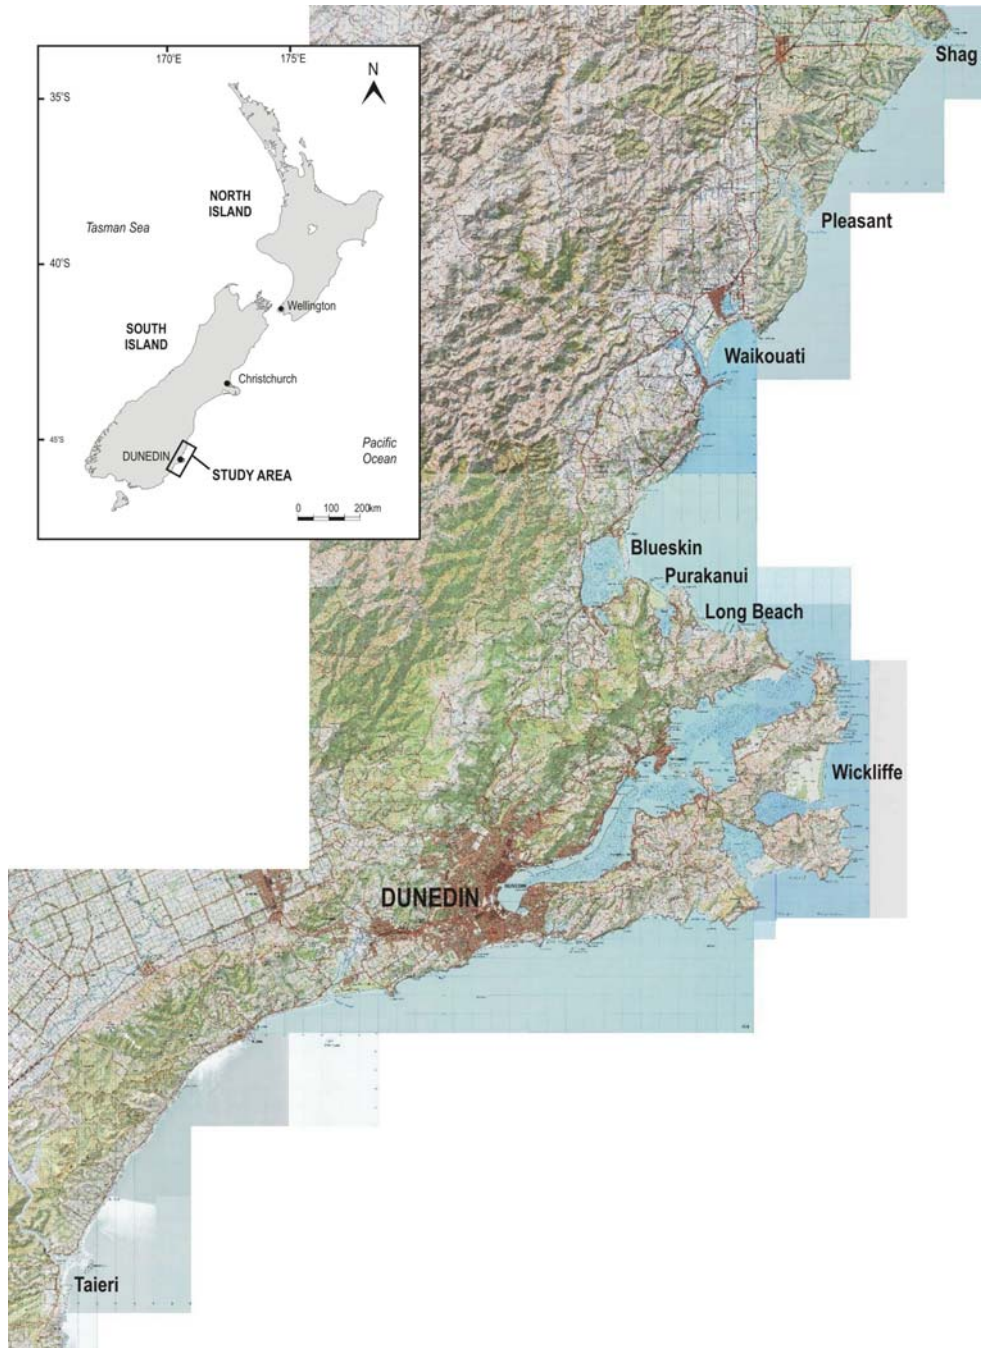 170°E
175°E
N
35°S
NORTH
ISLAND
Tasman Sea
40°S
Wellington
SOUTH
ISLAND
Christchurch
45°S
DUNEDIN
Pacific
Ocean
STUDY AREA
0 100 200km
Shag
Pleasant
Waikouati
Blueskin
Purakanui
Long Beach
Wickliffe
DUNEDIN
Taieri